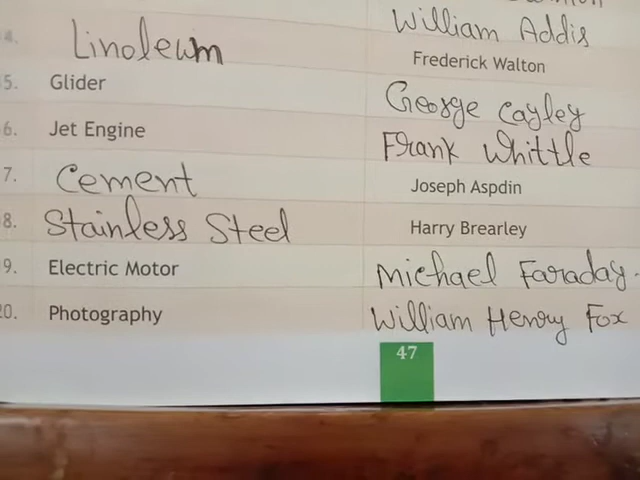 William Addis
4. Linoleum Frederick Walton
5. Glider George Cayley
6. Jet Engine Frank Whittle
7. Cement Joseph Aspdin
8. Stainless Steel Harry Brearley
9. Electric Motor Michael Faraday.
20. Photography William Henry Fox
47